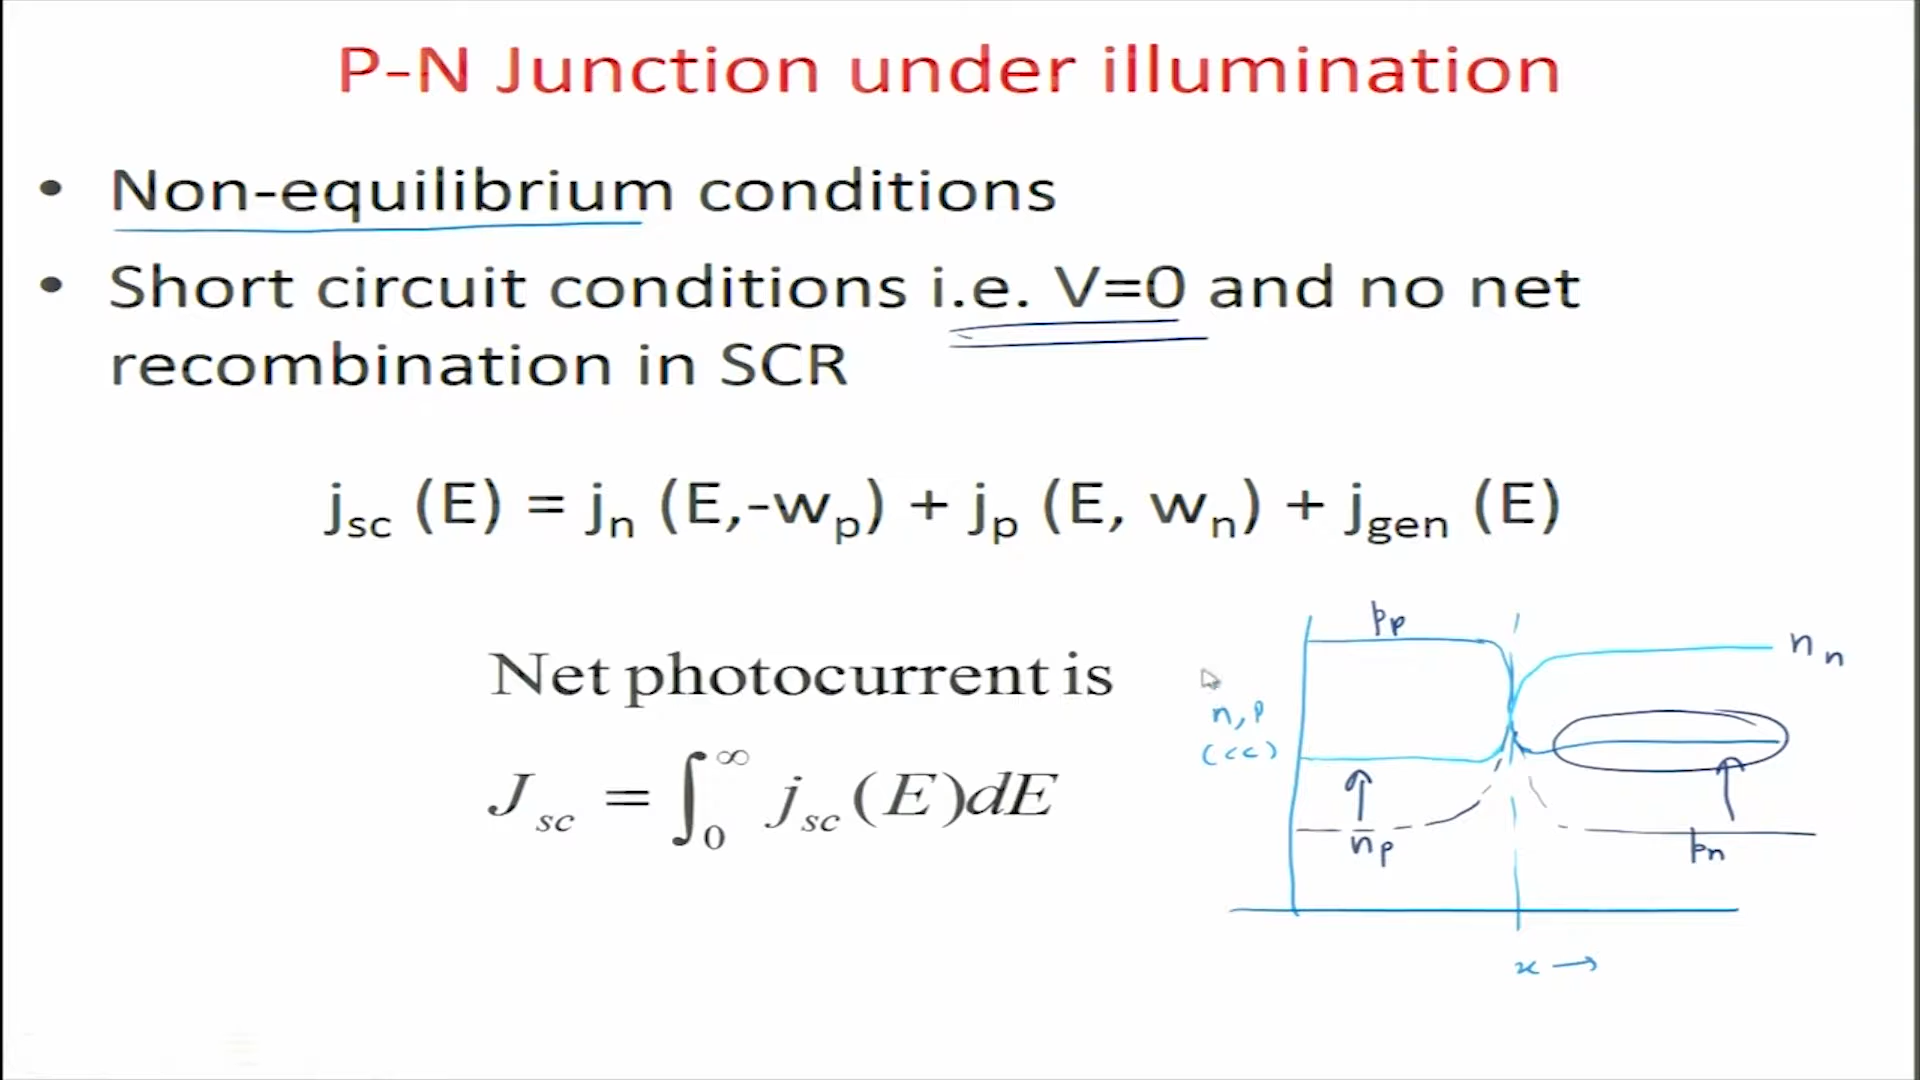 P-N Junction under illumination
• Non-equilibrium conditions
• Short circuit conditions i.e. V=0 and no net
recombination in SCR
j_sc (E) = j_n (E,-w_p) + j_p (E, w_n) + j_gen (E)
Net photocurrent is
J_sc = ∫_0^∞ j_sc (E)dE
p_p
n_n
n, p
(cc)
n_p
p_n
x →